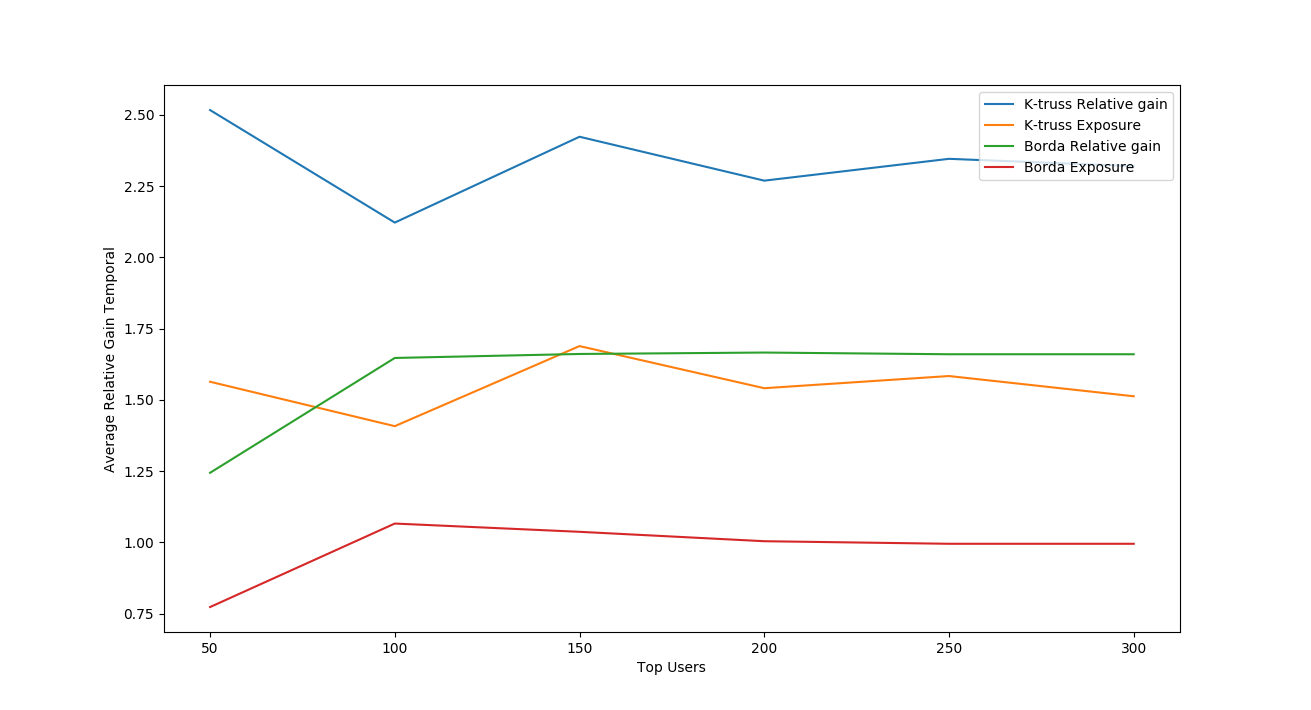 K-truss Relative gain
K-truss Exposure
Borda Relative gain
Borda Exposure
2.50
2.25
2.00
1.75
1.50
1.25
1.00
0.75
Average Relative Gain Temporal
50 100 150 200 250 300
Top Users